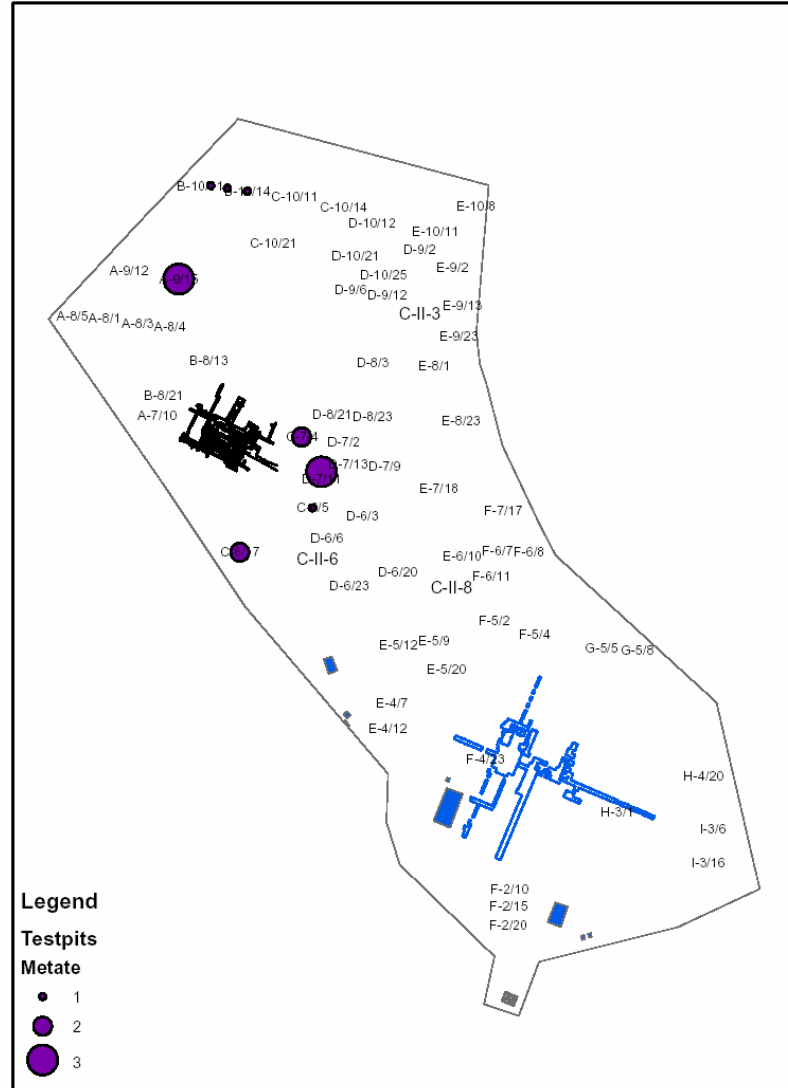 E-10/8
C-10/11
C-10/14
D-10/12
E-10/11
C-10/21
D-9/2
D-10/21
A-9/12
E-9/2
D-10/25
D-9/6
D-9/12
E-9/13
C-II-3
A-8/5
A-8/1
A-8/3
A-8/4
E-9/23
B-8/13
D-8/3
E-8/1
B-8/21
A-7/10
D-8/21
D-8/23
E-8/23
D-7/2
D-7/13
D-7/9
D-7/11
E-7/18
F-7/17
D-6/3
D-6/6
C-II-6
E-6/10
F-6/7
F-6/8
D-6/20
F-6/11
D-6/23
C-II-8
F-5/2
F-5/4
E-5/12
E-5/9
G-5/5
G-5/8
E-5/20
E-4/7
E-4/12
F-4/23
H-4/20
H-3/1
I-3/6
I-3/16
F-2/10
F-2/15
F-2/20
Legend
Testpits
Metate
1
2
3